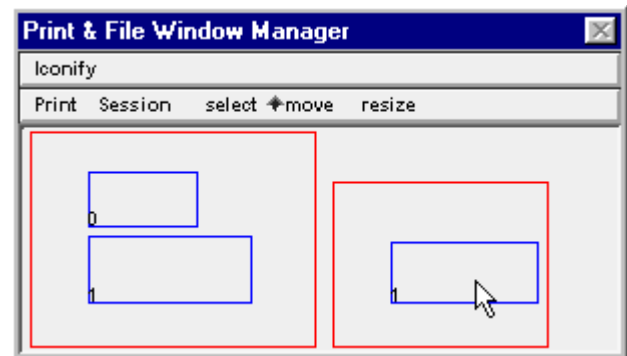 Print & File Window Manager
Iconify
Print Session select move resize
0
1 1